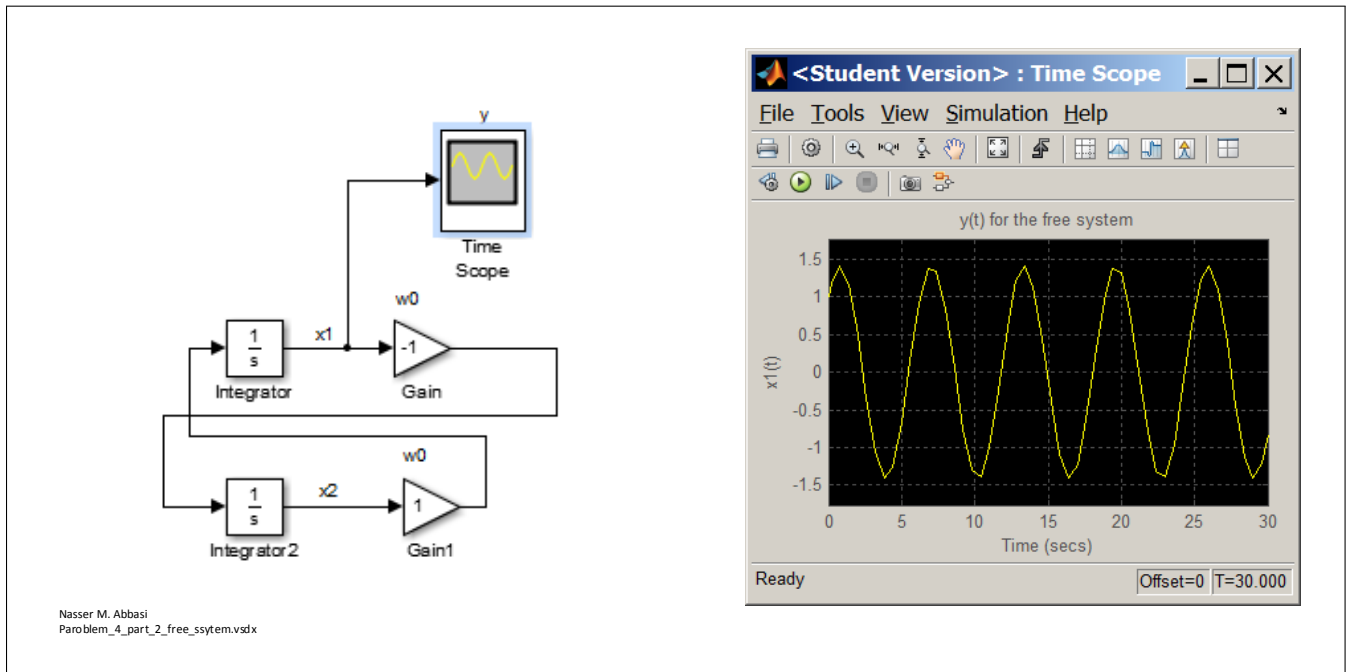 y
Time
Scope
w0
1
s
x1
-1
Integrator
Gain
w0
1
s
x2
1
Integrator2
Gain1
Nasser M. Abbasi
Paroblem_4_part_2_free_ssytem.vsdx
<Student Version> : Time Scope
File Tools View Simulation Help
y(t) for the free system
x1(t)
1.5
1
0.5
0
-0.5
-1
-1.5
0 5 10 15 20 25 30
Time (secs)
Ready Offset=0 T=30.000